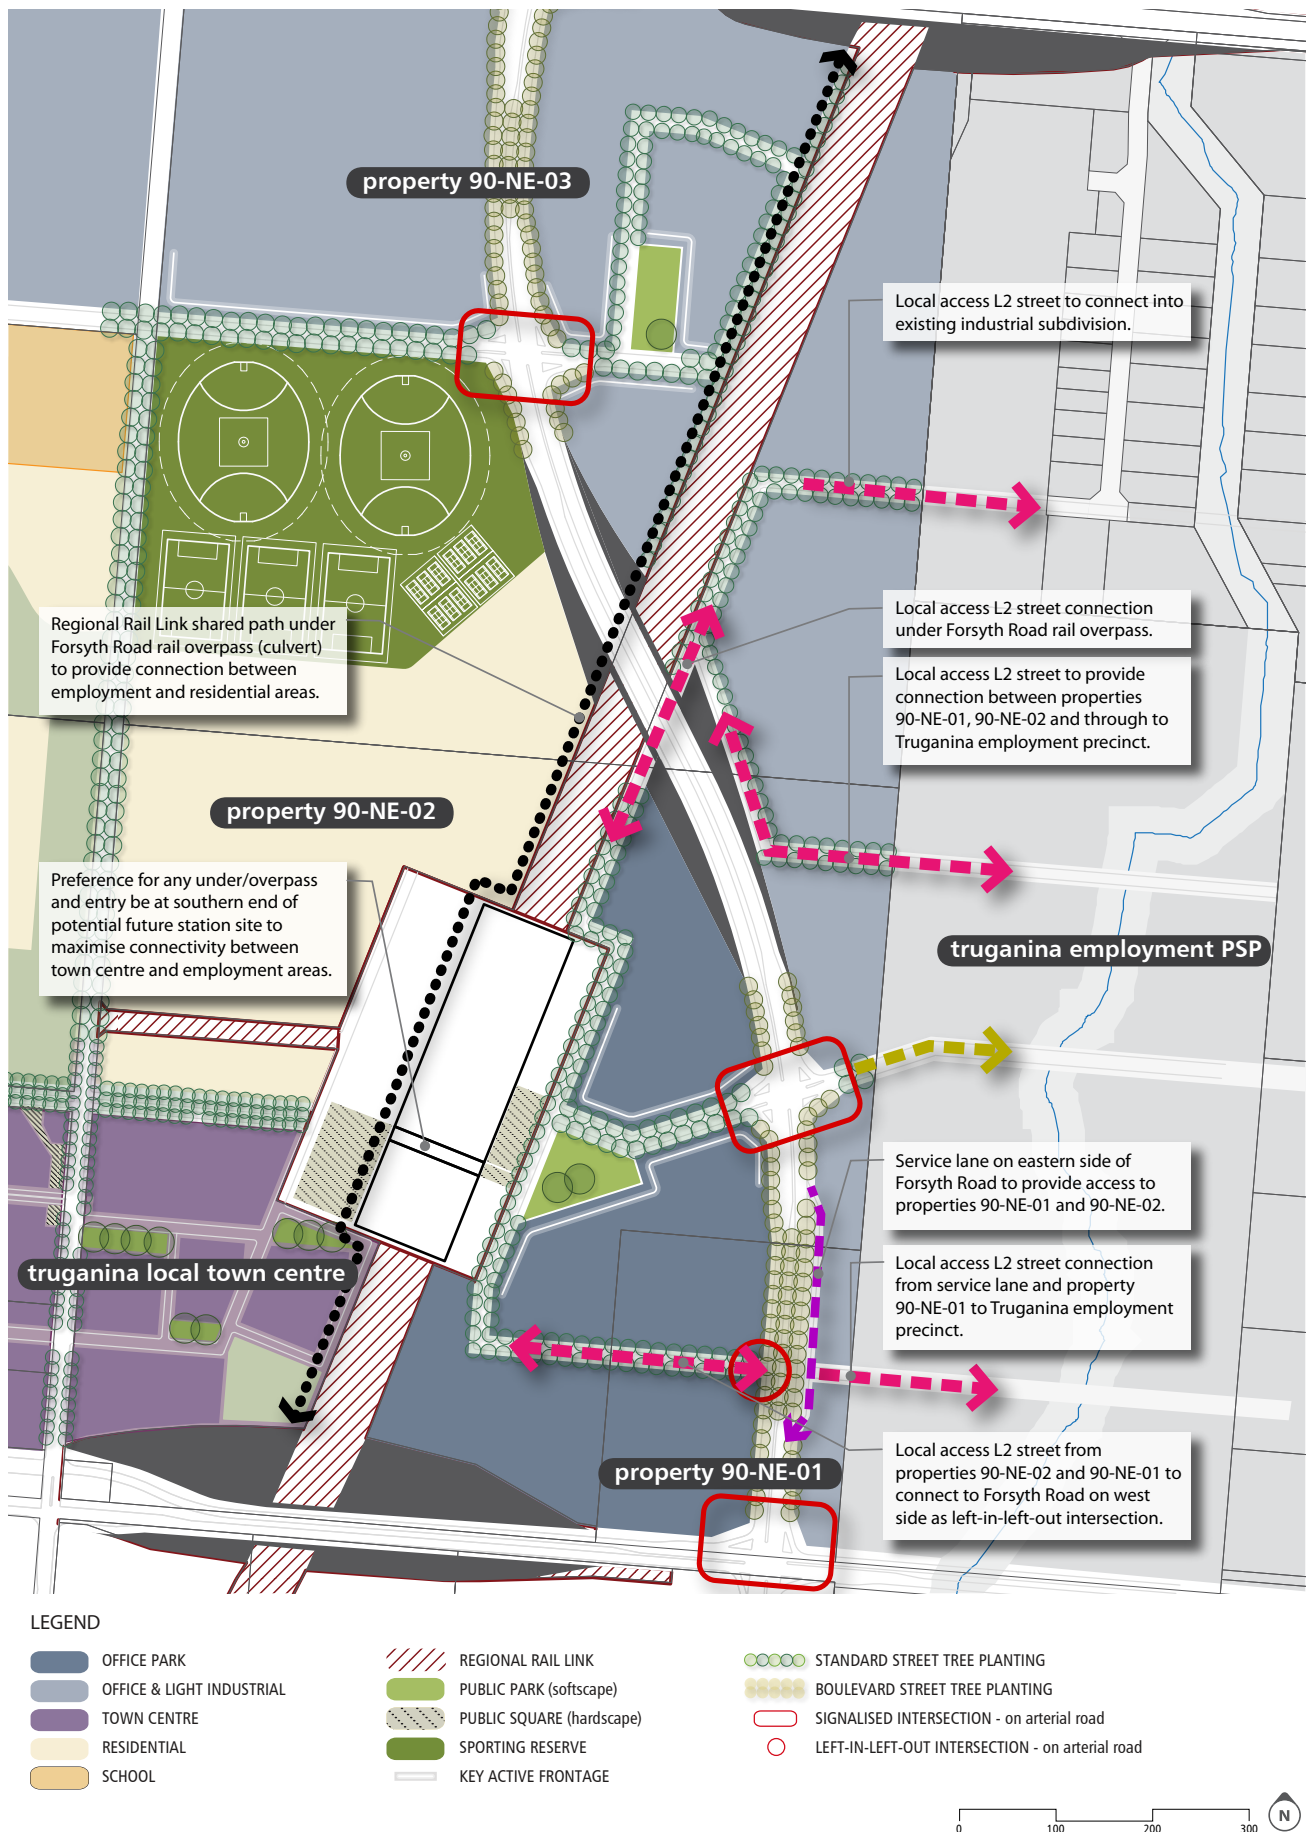 property 90-NE-03
Local access L2 street to connect into
existing industrial subdivision.
Local access L2 street connection
under Forsyth Road rail overpass.
Regional Rail Link shared path under
Forsyth Road rail overpass (culvert)
to provide connection between
employment and residential areas.
Local access L2 street to provide
connection between properties
90-NE-01, 90-NE-02 and through to
Truganina employment precinct.
property 90-NE-02
Preference for any under/overpass
and entry be at southern end of
potential future station site to
maximise connectivity between
town centre and employment areas.
truganina employment PSP
Service lane on eastern side of
Forsyth Road to provide access to
properties 90-NE-01 and 90-NE-02.
Local access L2 street connection
from service lane and property
90-NE-01 to Truganina employment
precinct.
truganina local town centre
Local access L2 street from
properties 90-NE-02 and 90-NE-01 to
connect to Forsyth Road on west
side as left-in-left-out intersection.
property 90-NE-01
LEGEND
OFFICE PARK
OFFICE & LIGHT INDUSTRIAL
TOWN CENTRE
RESIDENTIAL
SCHOOL
REGIONAL RAIL LINK
PUBLIC PARK (softscape)
PUBLIC SQUARE (hardscape)
SPORTING RESERVE
KEY ACTIVE FRONTAGE
STANDARD STREET TREE PLANTING
BOULEVARD STREET TREE PLANTING
SIGNALISED INTERSECTION - on arterial road
LEFT-IN-LEFT-OUT INTERSECTION - on arterial road
0 100 200 300
N